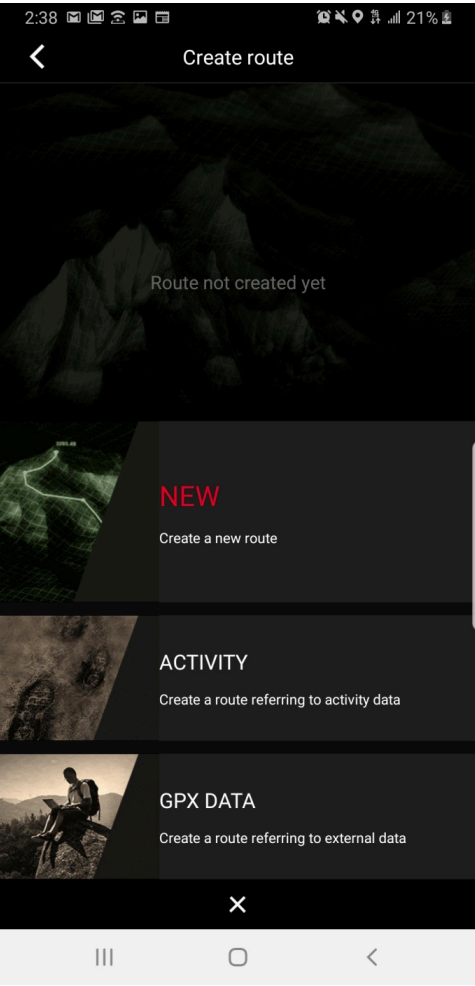 2:38
21%
Create route
Route not created yet
NEW
Create a new route
ACTIVITY
Create a route referring to activity data
GPX DATA
Create a route referring to external data